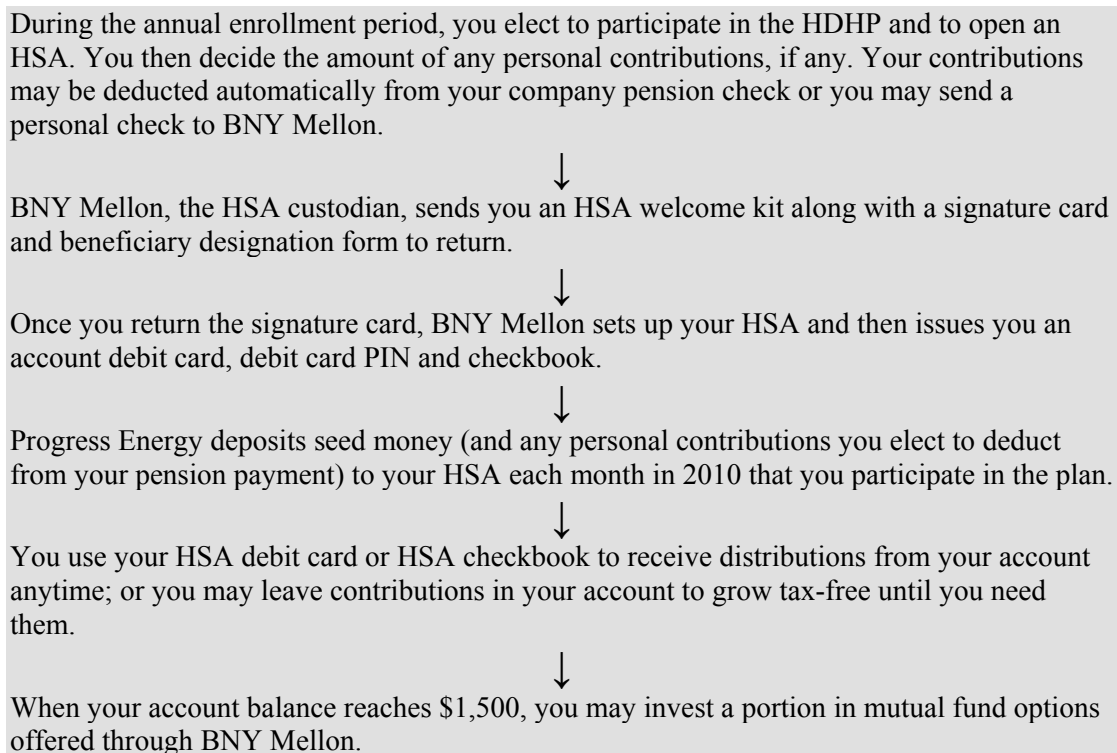 During the annual enrollment period, you elect to participate in the HDHP and to open an
HSA. You then decide the amount of any personal contributions, if any. Your contributions
may be deducted automatically from your company pension check or you may send a
personal check to BNY Mellon.
↓
BNY Mellon, the HSA custodian, sends you an HSA welcome kit along with a signature card
and beneficiary designation form to return.
↓
Once you return the signature card, BNY Mellon sets up your HSA and then issues you an
account debit card, debit card PIN and checkbook.
↓
Progress Energy deposits seed money (and any personal contributions you elect to deduct
from your pension payment) to your HSA each month in 2010 that you participate in the plan.
↓
You use your HSA debit card or HSA checkbook to receive distributions from your account
anytime; or you may leave contributions in your account to grow tax-free until you need
them.
↓
When your account balance reaches $1,500, you may invest a portion in mutual fund options
offered through BNY Mellon.